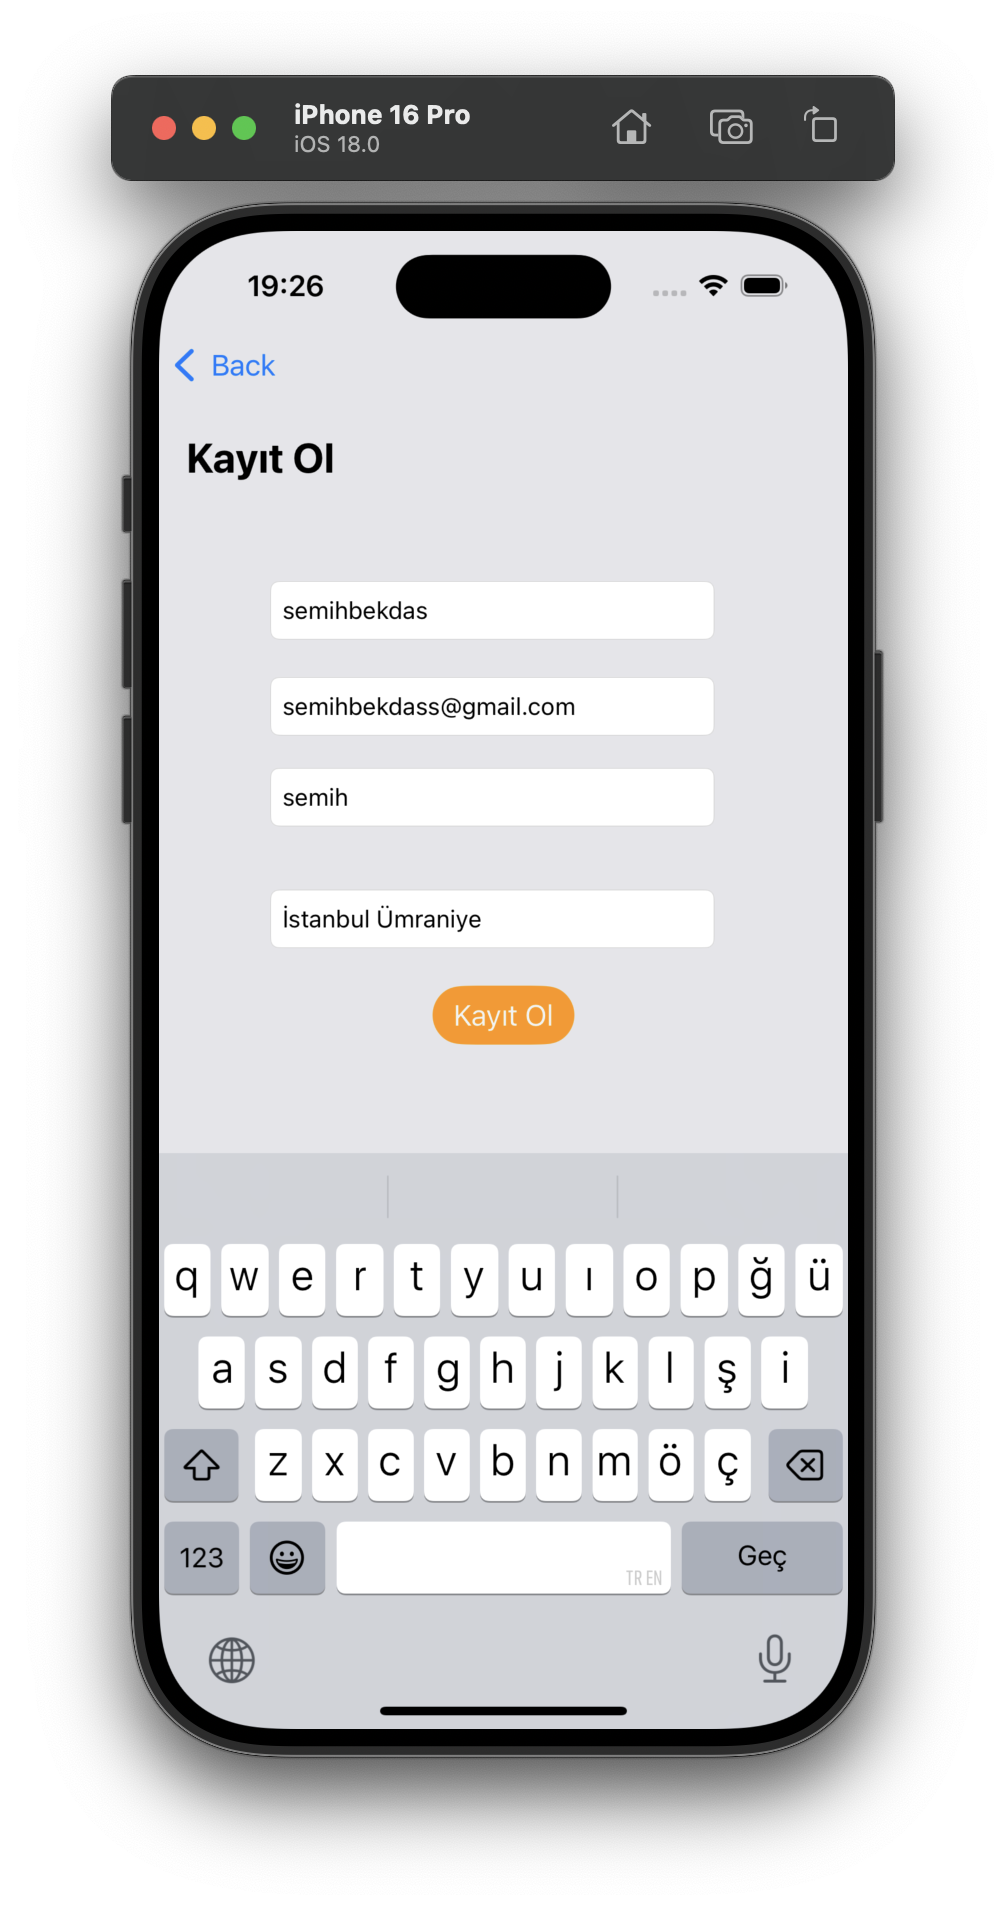 iPhone 16 Pro
iOS 18.0
19:26
Back
Kayıt Ol
semihbekdas
semihbekdass@gmail.com
semih
İstanbul Ümraniye
Kayıt Ol
q w e r t y u ı o p ğ ü
a s d f g h j k l ş i
z x c v b n m ö ç
123
TR EN
Geç